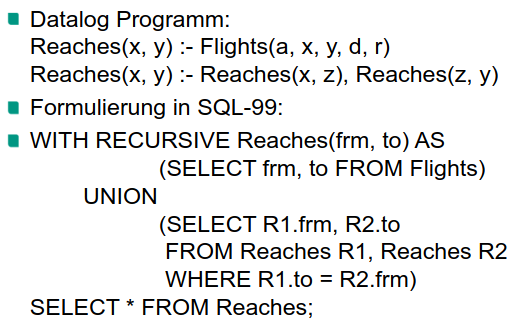 Datalog Programm:
Reaches(x, y) :- Flights(a, x, y, d, r)
Reaches(x, y) :- Reaches(x, z), Reaches(z, y)
Formulierung in SQL-99:
WITH RECURSIVE Reaches(frm, to) AS
(SELECT frm, to FROM Flights)
UNION
(SELECT R1.frm, R2.to
FROM Reaches R1, Reaches R2
WHERE R1.to = R2.frm)
SELECT * FROM Reaches;